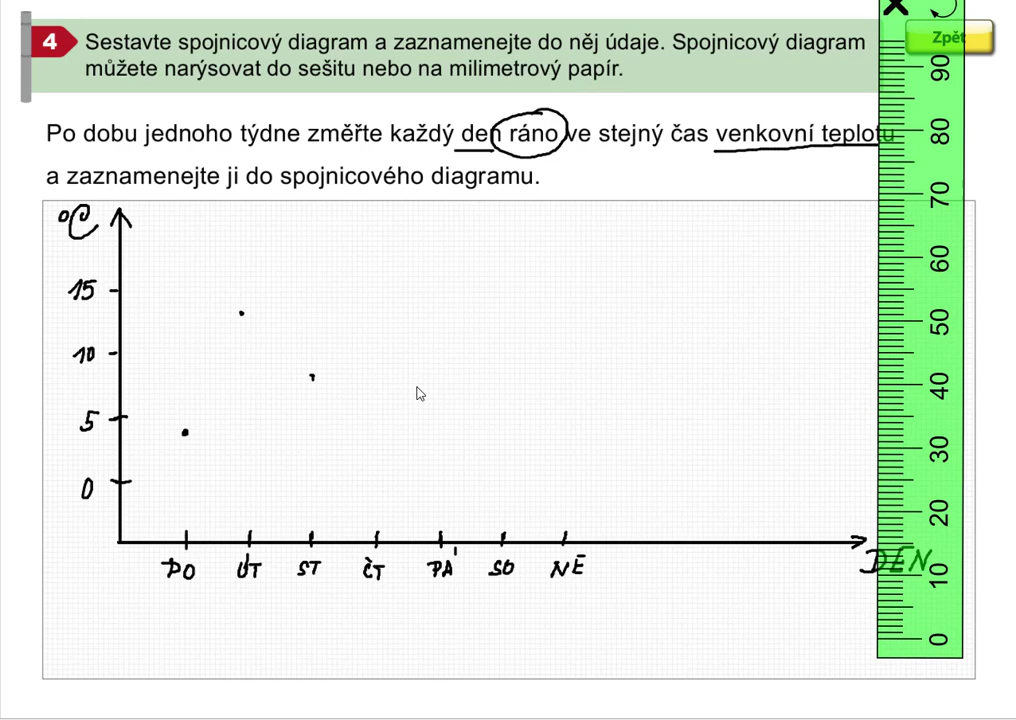 4 Sestavte spojnicový diagram a zaznamenejte do něj údaje. Spojnicový diagram
můžete narýsovat do sešitu nebo na milimetrový papír.
Zpět
Po dobu jednoho týdne změřte každý den ráno ve stejný čas venkovní teplotu
a zaznamenejte ji do spojnicového diagramu.
°C
15
10
5
0
PO ÚT ST ČT PÁ SO NE
DEN
90
80
70
60
50
40
30
20
10
0